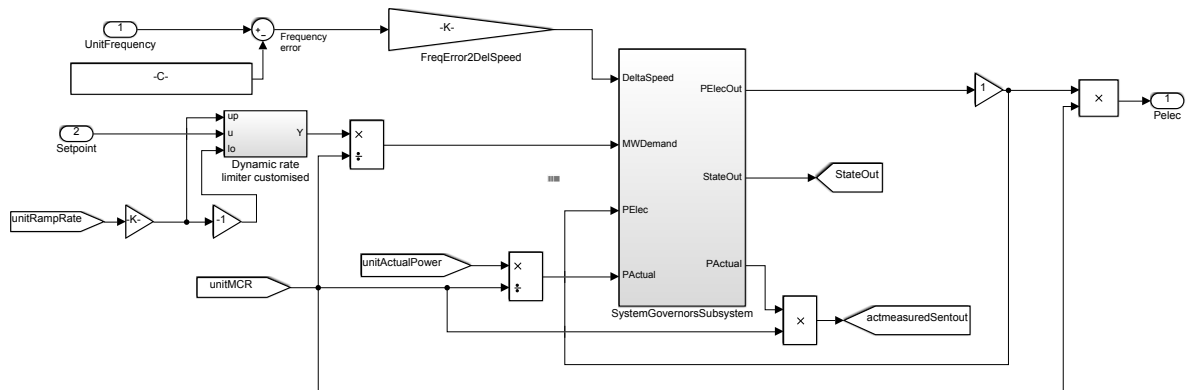 1
UnitFrequency
+
−
Frequency
error
-C-
-K-
FreqError2DelSpeed
2
Setpoint
up
u
lo
Y
Dynamic rate
limiter customised
×
÷
unitRampRate
-K-
-1
unitMCR
unitActualPower
×
÷
DeltaSpeed
MWDemand
PElec
PActual
PElecOut
StateOut
PActual
SystemGovernorsSubsystem
1
StateOut
×
actmeasuredSentout
×
1
Pelec